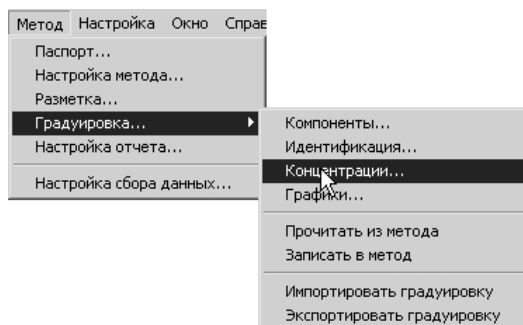 Метод Настройка Окно Справ
Паспорт...
Настройка метода...
Разметка...
Градуировка...
Настройка отчета...
Настройка сбора данных...
Компоненты...
Идентификация...
Концентрации...
Графики...
Прочитать из метода
Записать в метод
Импортировать градуировку
Экспортировать градуировку